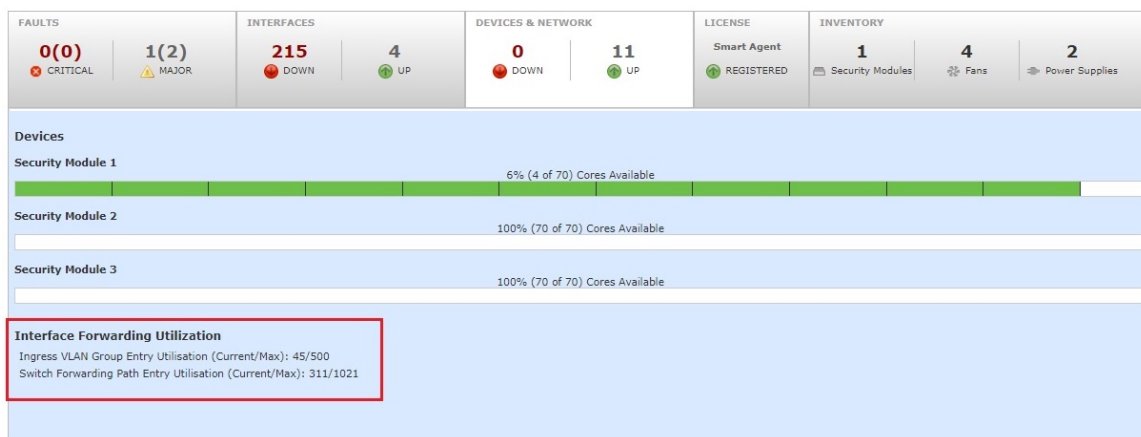 FAULTS
0(0)
CRITICAL
1(2)
MAJOR
INTERFACES
215
DOWN
4
UP
DEVICES & NETWORK
0
DOWN
11
UP
LICENSE
Smart Agent
REGISTERED
INVENTORY
1
Security Modules
4
Fans
2
Power Supplies
Devices
Security Module 1
6% (4 of 70) Cores Available
Security Module 2
100% (70 of 70) Cores Available
Security Module 3
100% (70 of 70) Cores Available
Interface Forwarding Utilization
Ingress VLAN Group Entry Utilisation (Current/Max): 45/500
Switch Forwarding Path Entry Utilisation (Current/Max): 311/1021